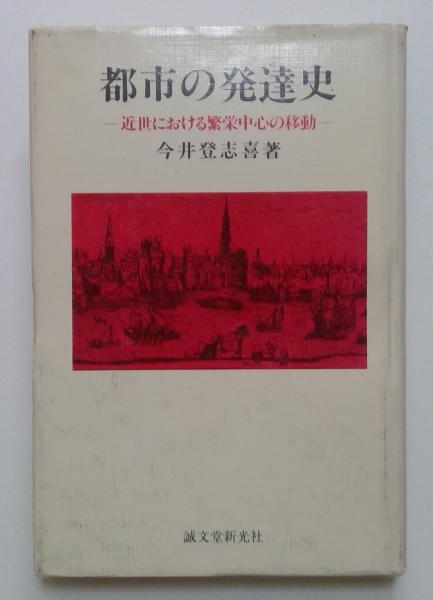 都市の発達史
―近世における繁栄中心の移動―
今井登志喜著
誠文堂新光社